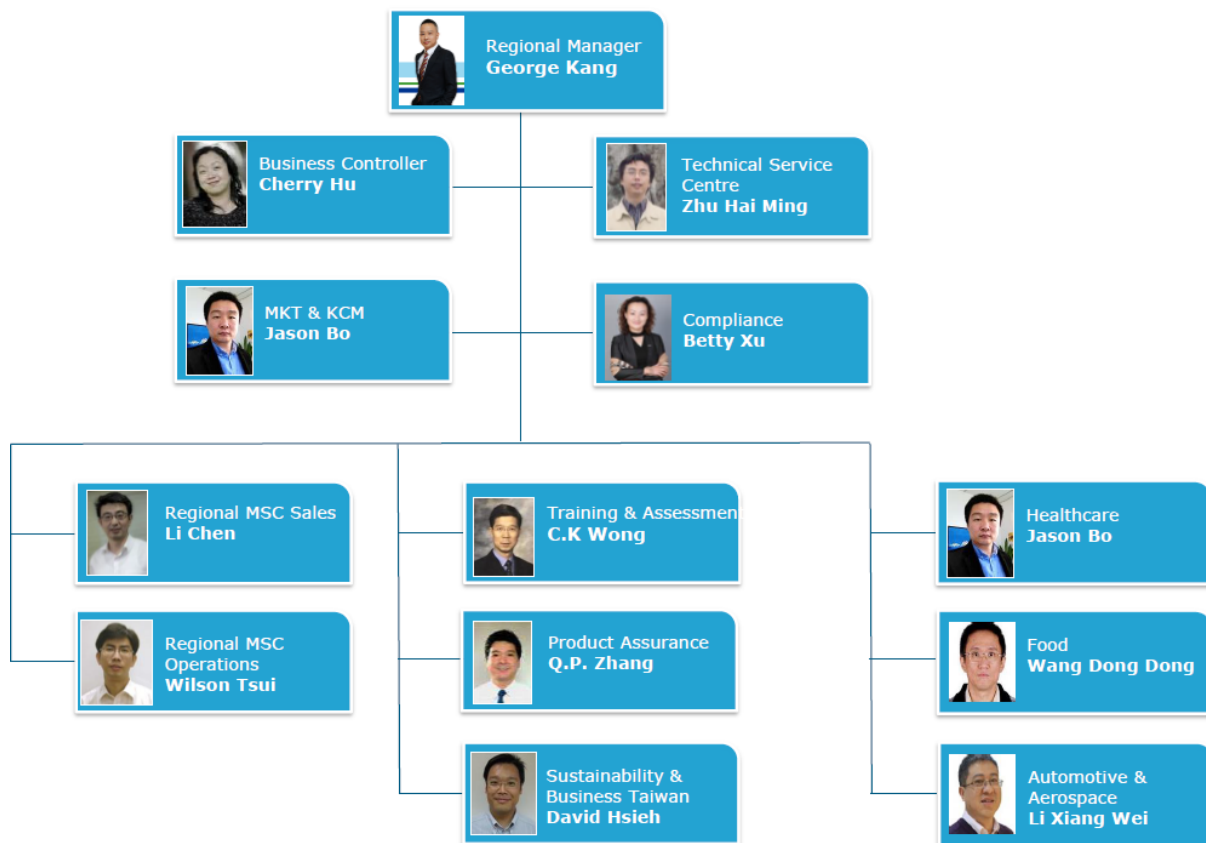 Regional Manager
George Kang
Business Controller
Cherry Hu
Technical Service
Centre
Zhu Hai Ming
MKT & KCM
Jason Bo
Compliance
Betty Xu
Regional MSC Sales
Li Chen
Training & Assessmen
C.K Wong
Healthcare
Jason Bo
Regional MSC
Operations
Wilson Tsui
Product Assurance
Q.P. Zhang
Food
Wang Dong Dong
Sustainability &
Business Taiwan
David Hsieh
Automotive &
Aerospace
Li Xiang Wei